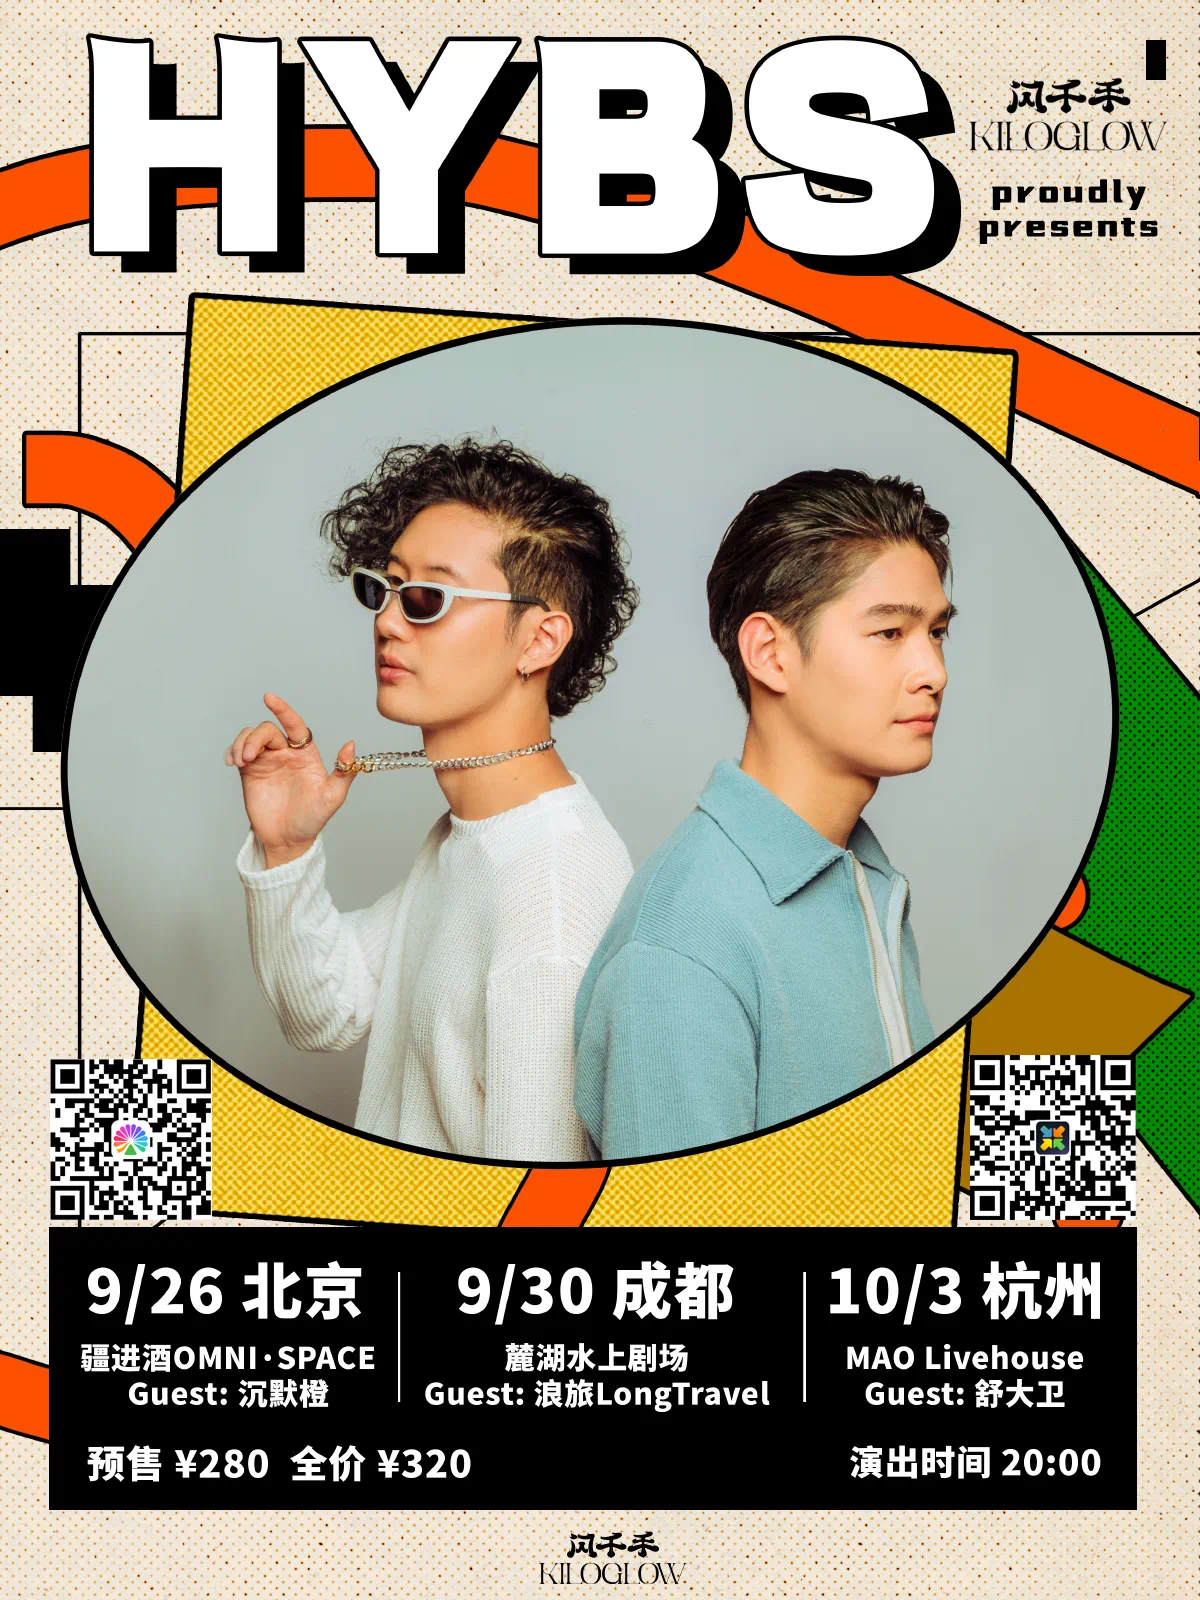 HYBS
风千手
KILOGLOW
proudly
presents
9/26 北京
疆进酒OMNI·SPACE
Guest: 沉默橙
9/30 成都
麓湖水上剧场
Guest: 浪旅LongTravel
10/3 杭州
MAO Livehouse
Guest: 舒大卫
预售 ¥280 全价 ¥320
演出时间 20:00
风千手
KILOGLOW